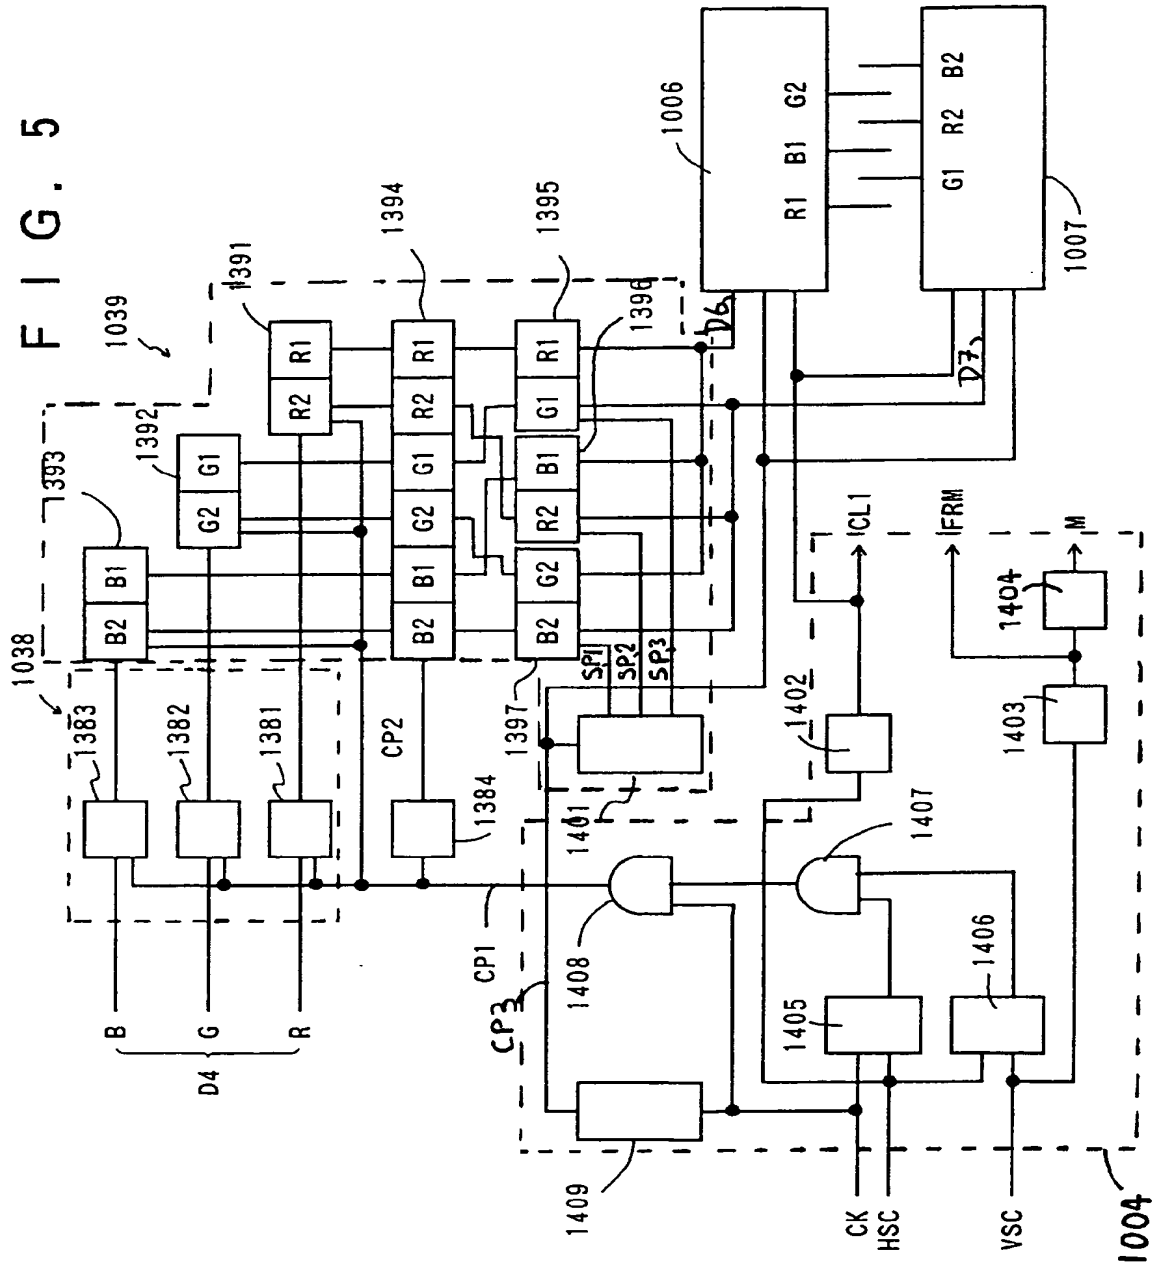 FIG. 5
1039
1038
1393
1392
1391
1394
1395
1396
1397
B1
B2
G1
G2
R1
R2
R1
R2
G1
G2
B1
B2
R1
G1
B1
R2
G2
B2
1383
1382
1381
1384
CP2
SP1
SP2
SP3
D6
D7
1006
R1 B1 G2
G1 R2 B2
1007
B
G
R
D4
CP1
CP3
1401
1402
1403
1404
CL1
FRM
M
1405
1406
1407
1408
1409
CK
HSC
VSC
1004